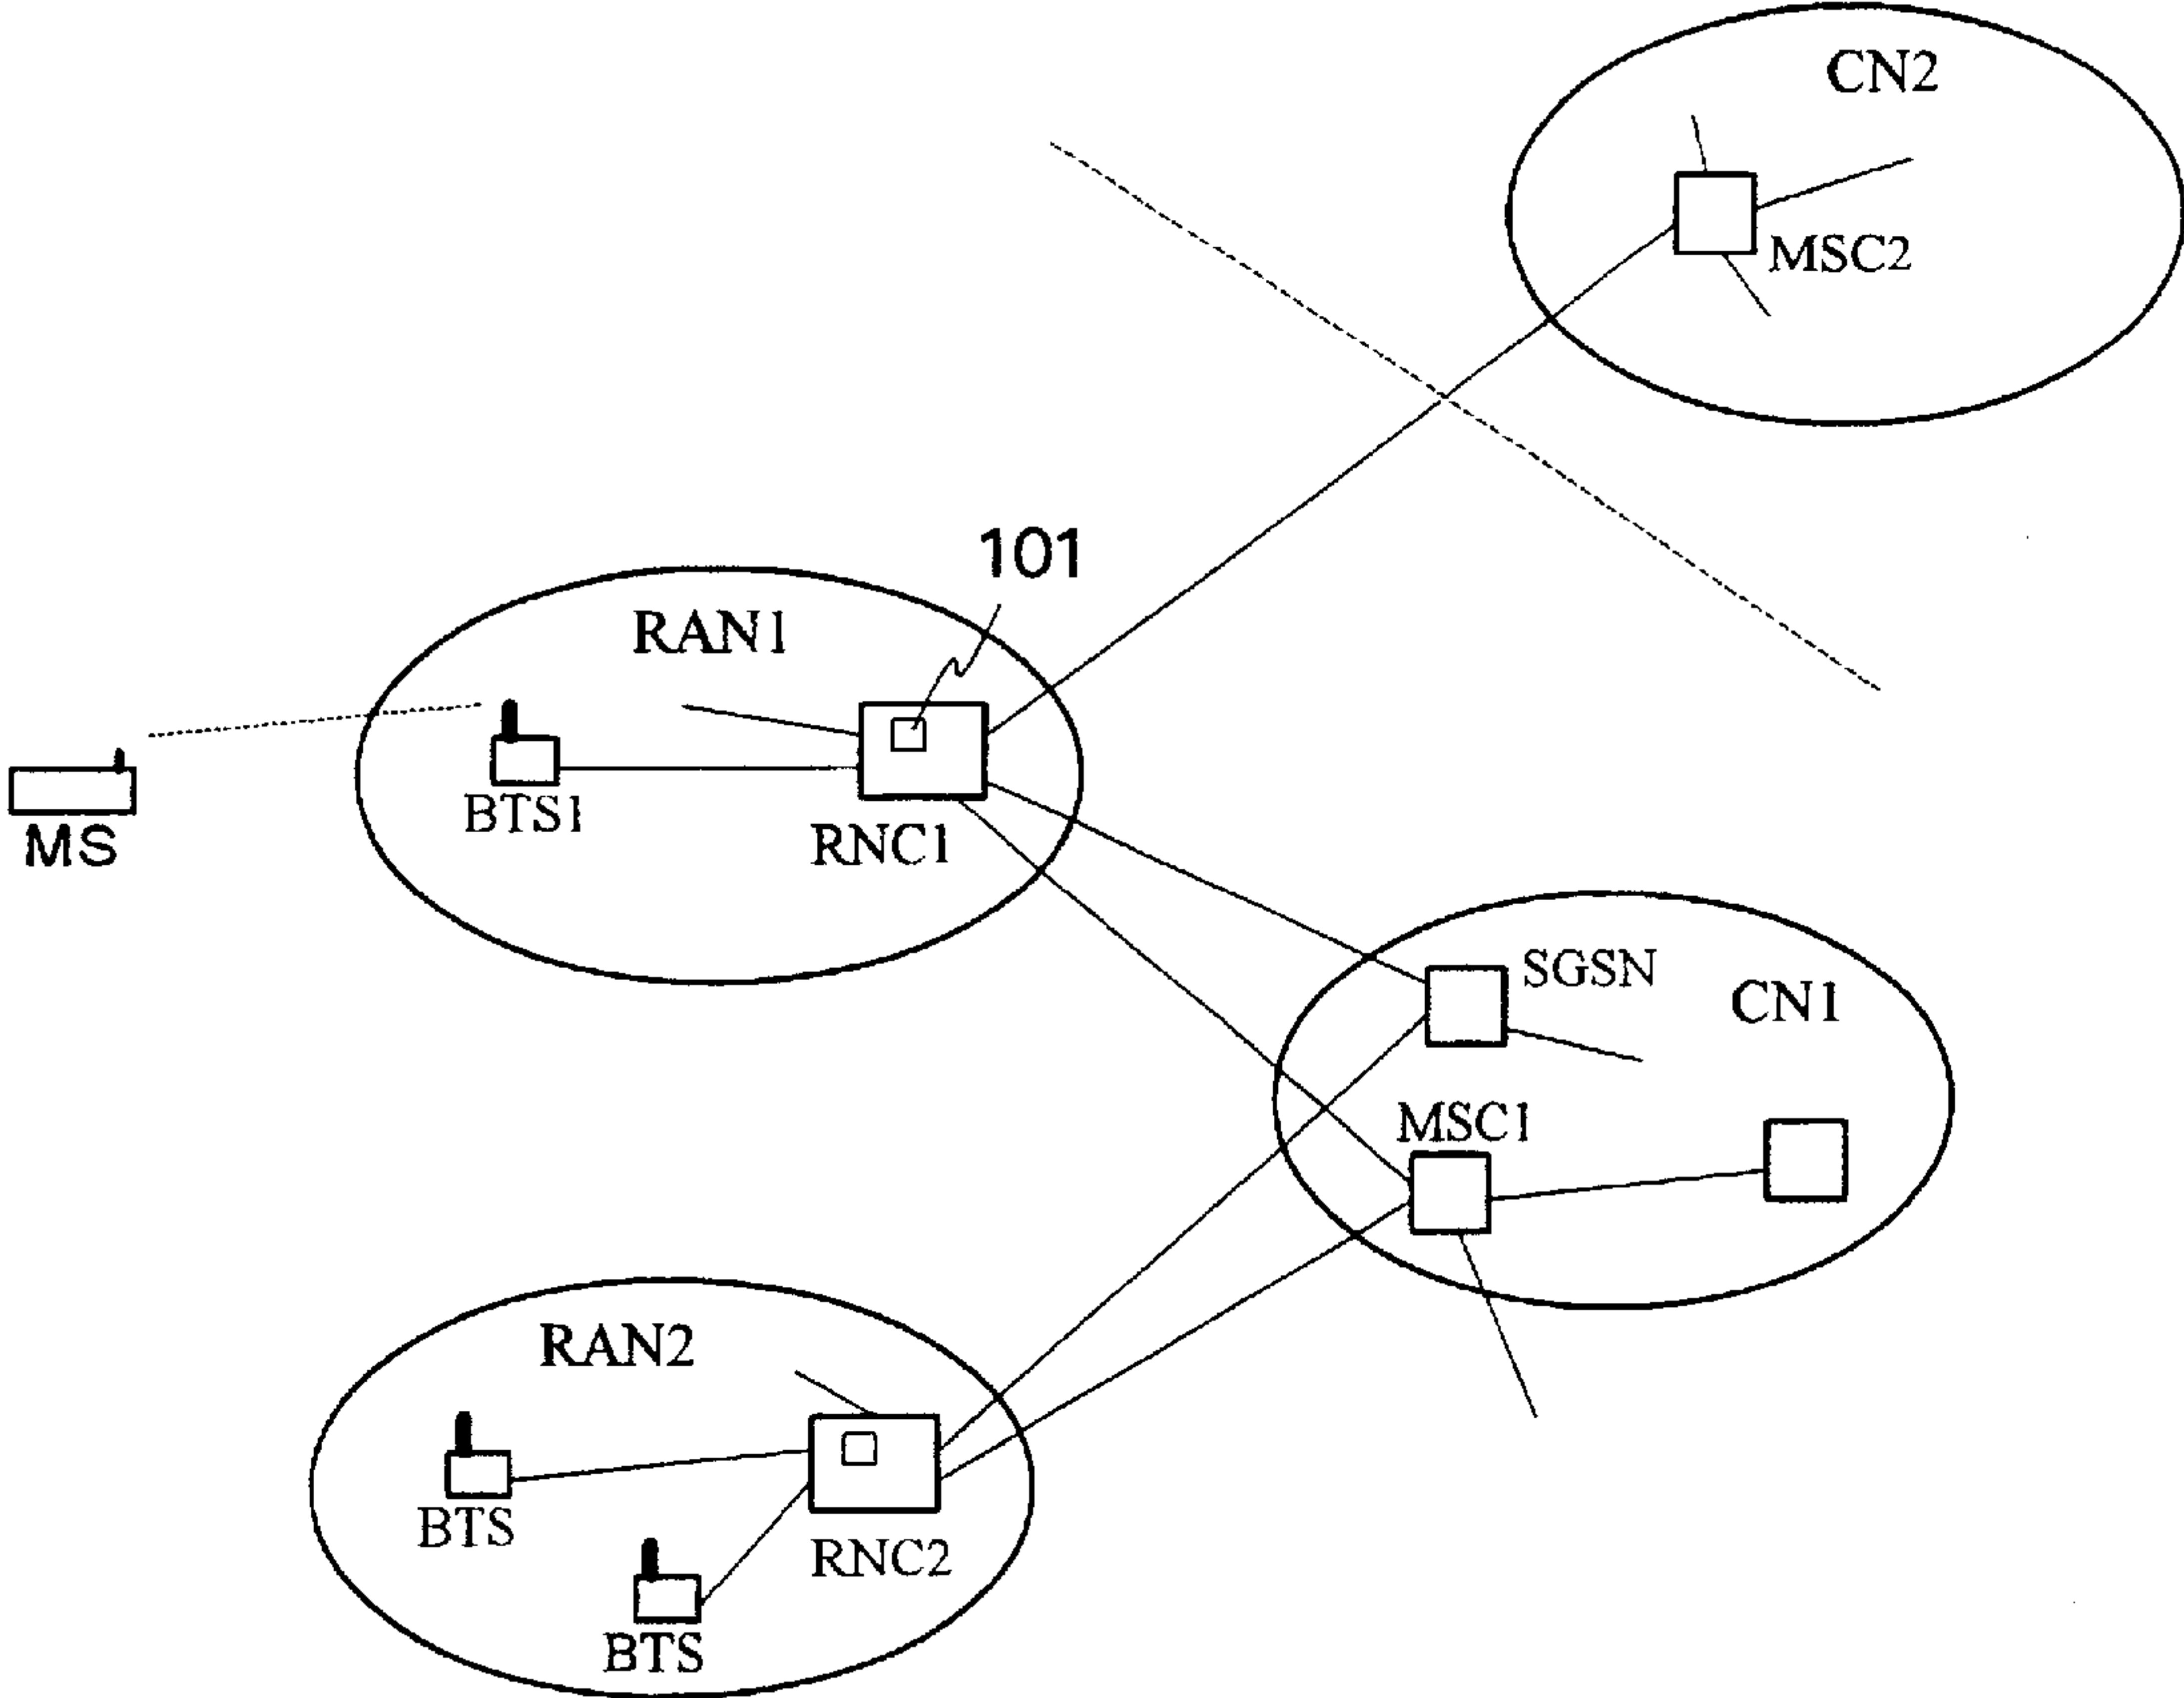 CN2
MSC2
101
RAN1
BTS1
RNC1
MS
SGSN
CN1
MSC1
RAN2
BTS
RNC2
BTS